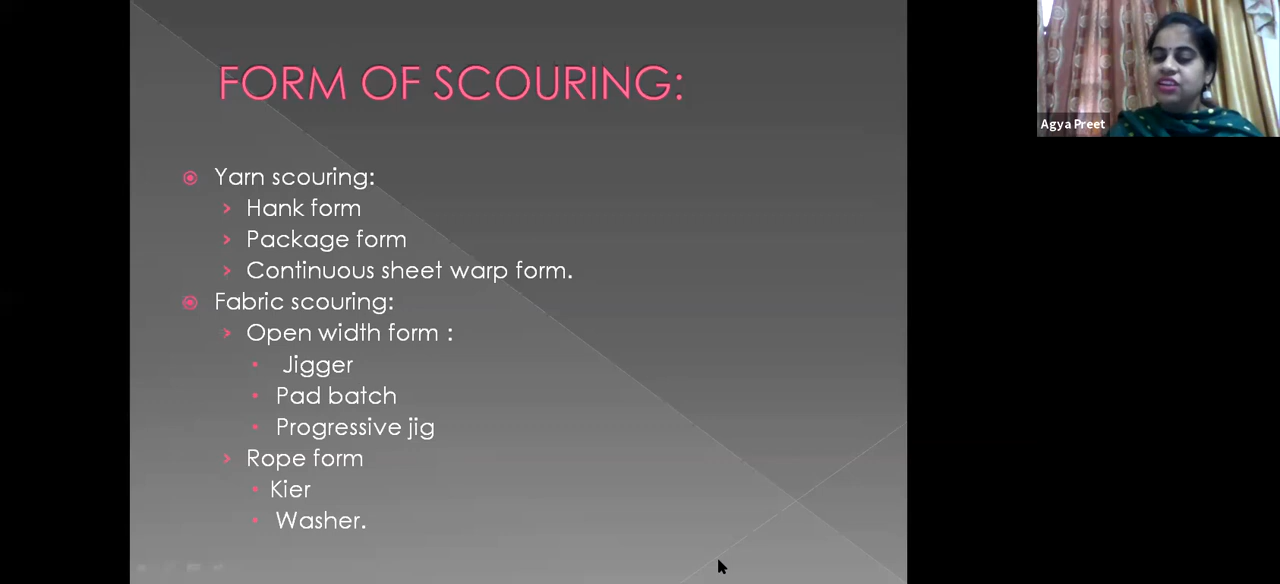 FORM OF SCOURING:
Yarn scouring:
Hank form
Package form
Continuous sheet warp form.
Fabric scouring:
Open width form :
Jigger
Pad batch
Progressive jig
Rope form
Kier
Washer.
Agya Preet